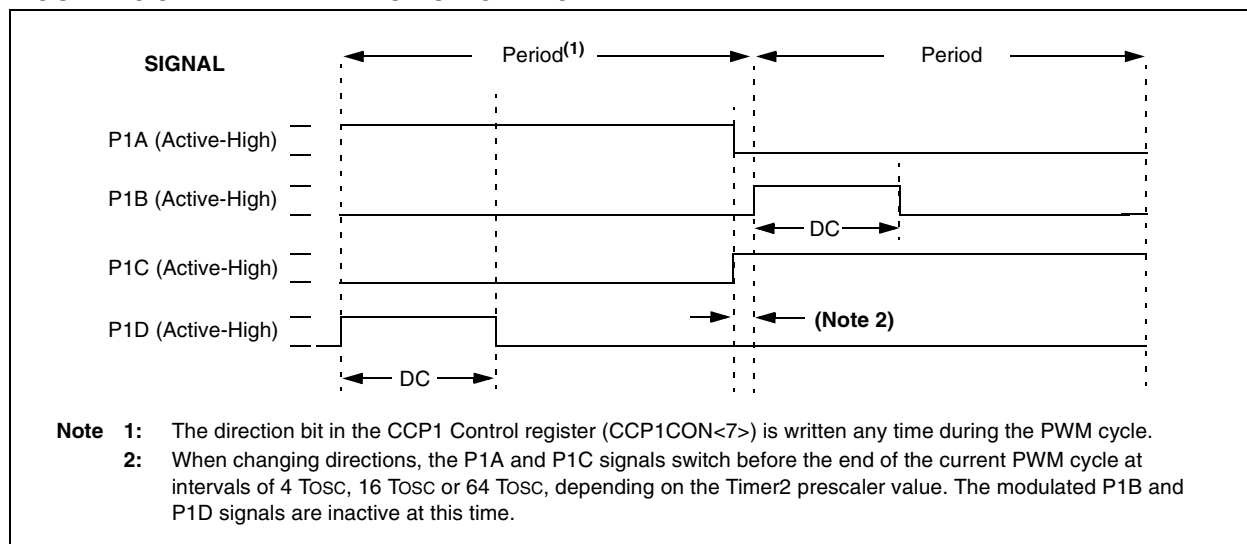 Period(1) Period
SIGNAL
P1A (Active-High)
P1B (Active-High)
DC
P1C (Active-High)
P1D (Active-High)
(Note 2)
DC
Note 1: The direction bit in the CCP1 Control register (CCP1CON<7>) is written any time during the PWM cycle.
2: When changing directions, the P1A and P1C signals switch before the end of the current PWM cycle at
intervals of 4 TOSC, 16 TOSC or 64 TOSC, depending on the Timer2 prescaler value. The modulated P1B and
P1D signals are inactive at this time.